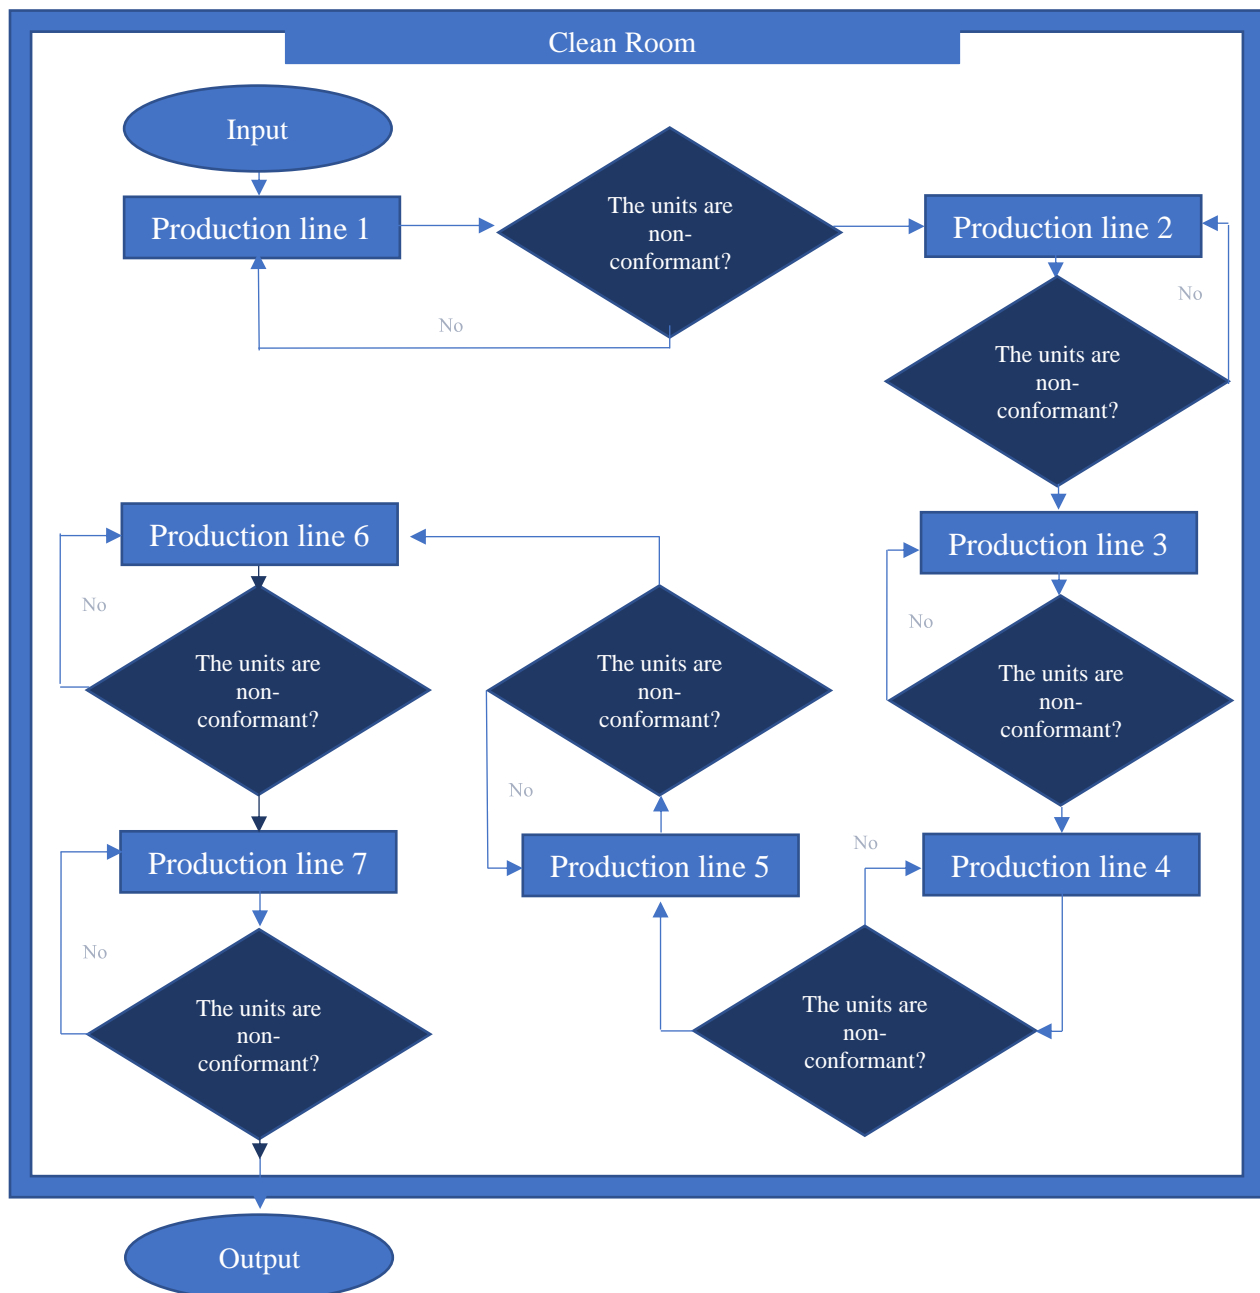 Clean Room
Input
Production line 1
The units are
non-
conformant?
No
Production line 2
No
The units are
non-
conformant?
Production line 3
No
The units are
non-
conformant?
Production line 4
No
The units are
non-
conformant?
Production line 5
No
The units are
non-
conformant?
Production line 6
No
The units are
non-
conformant?
Production line 7
No
The units are
non-
conformant?
Output